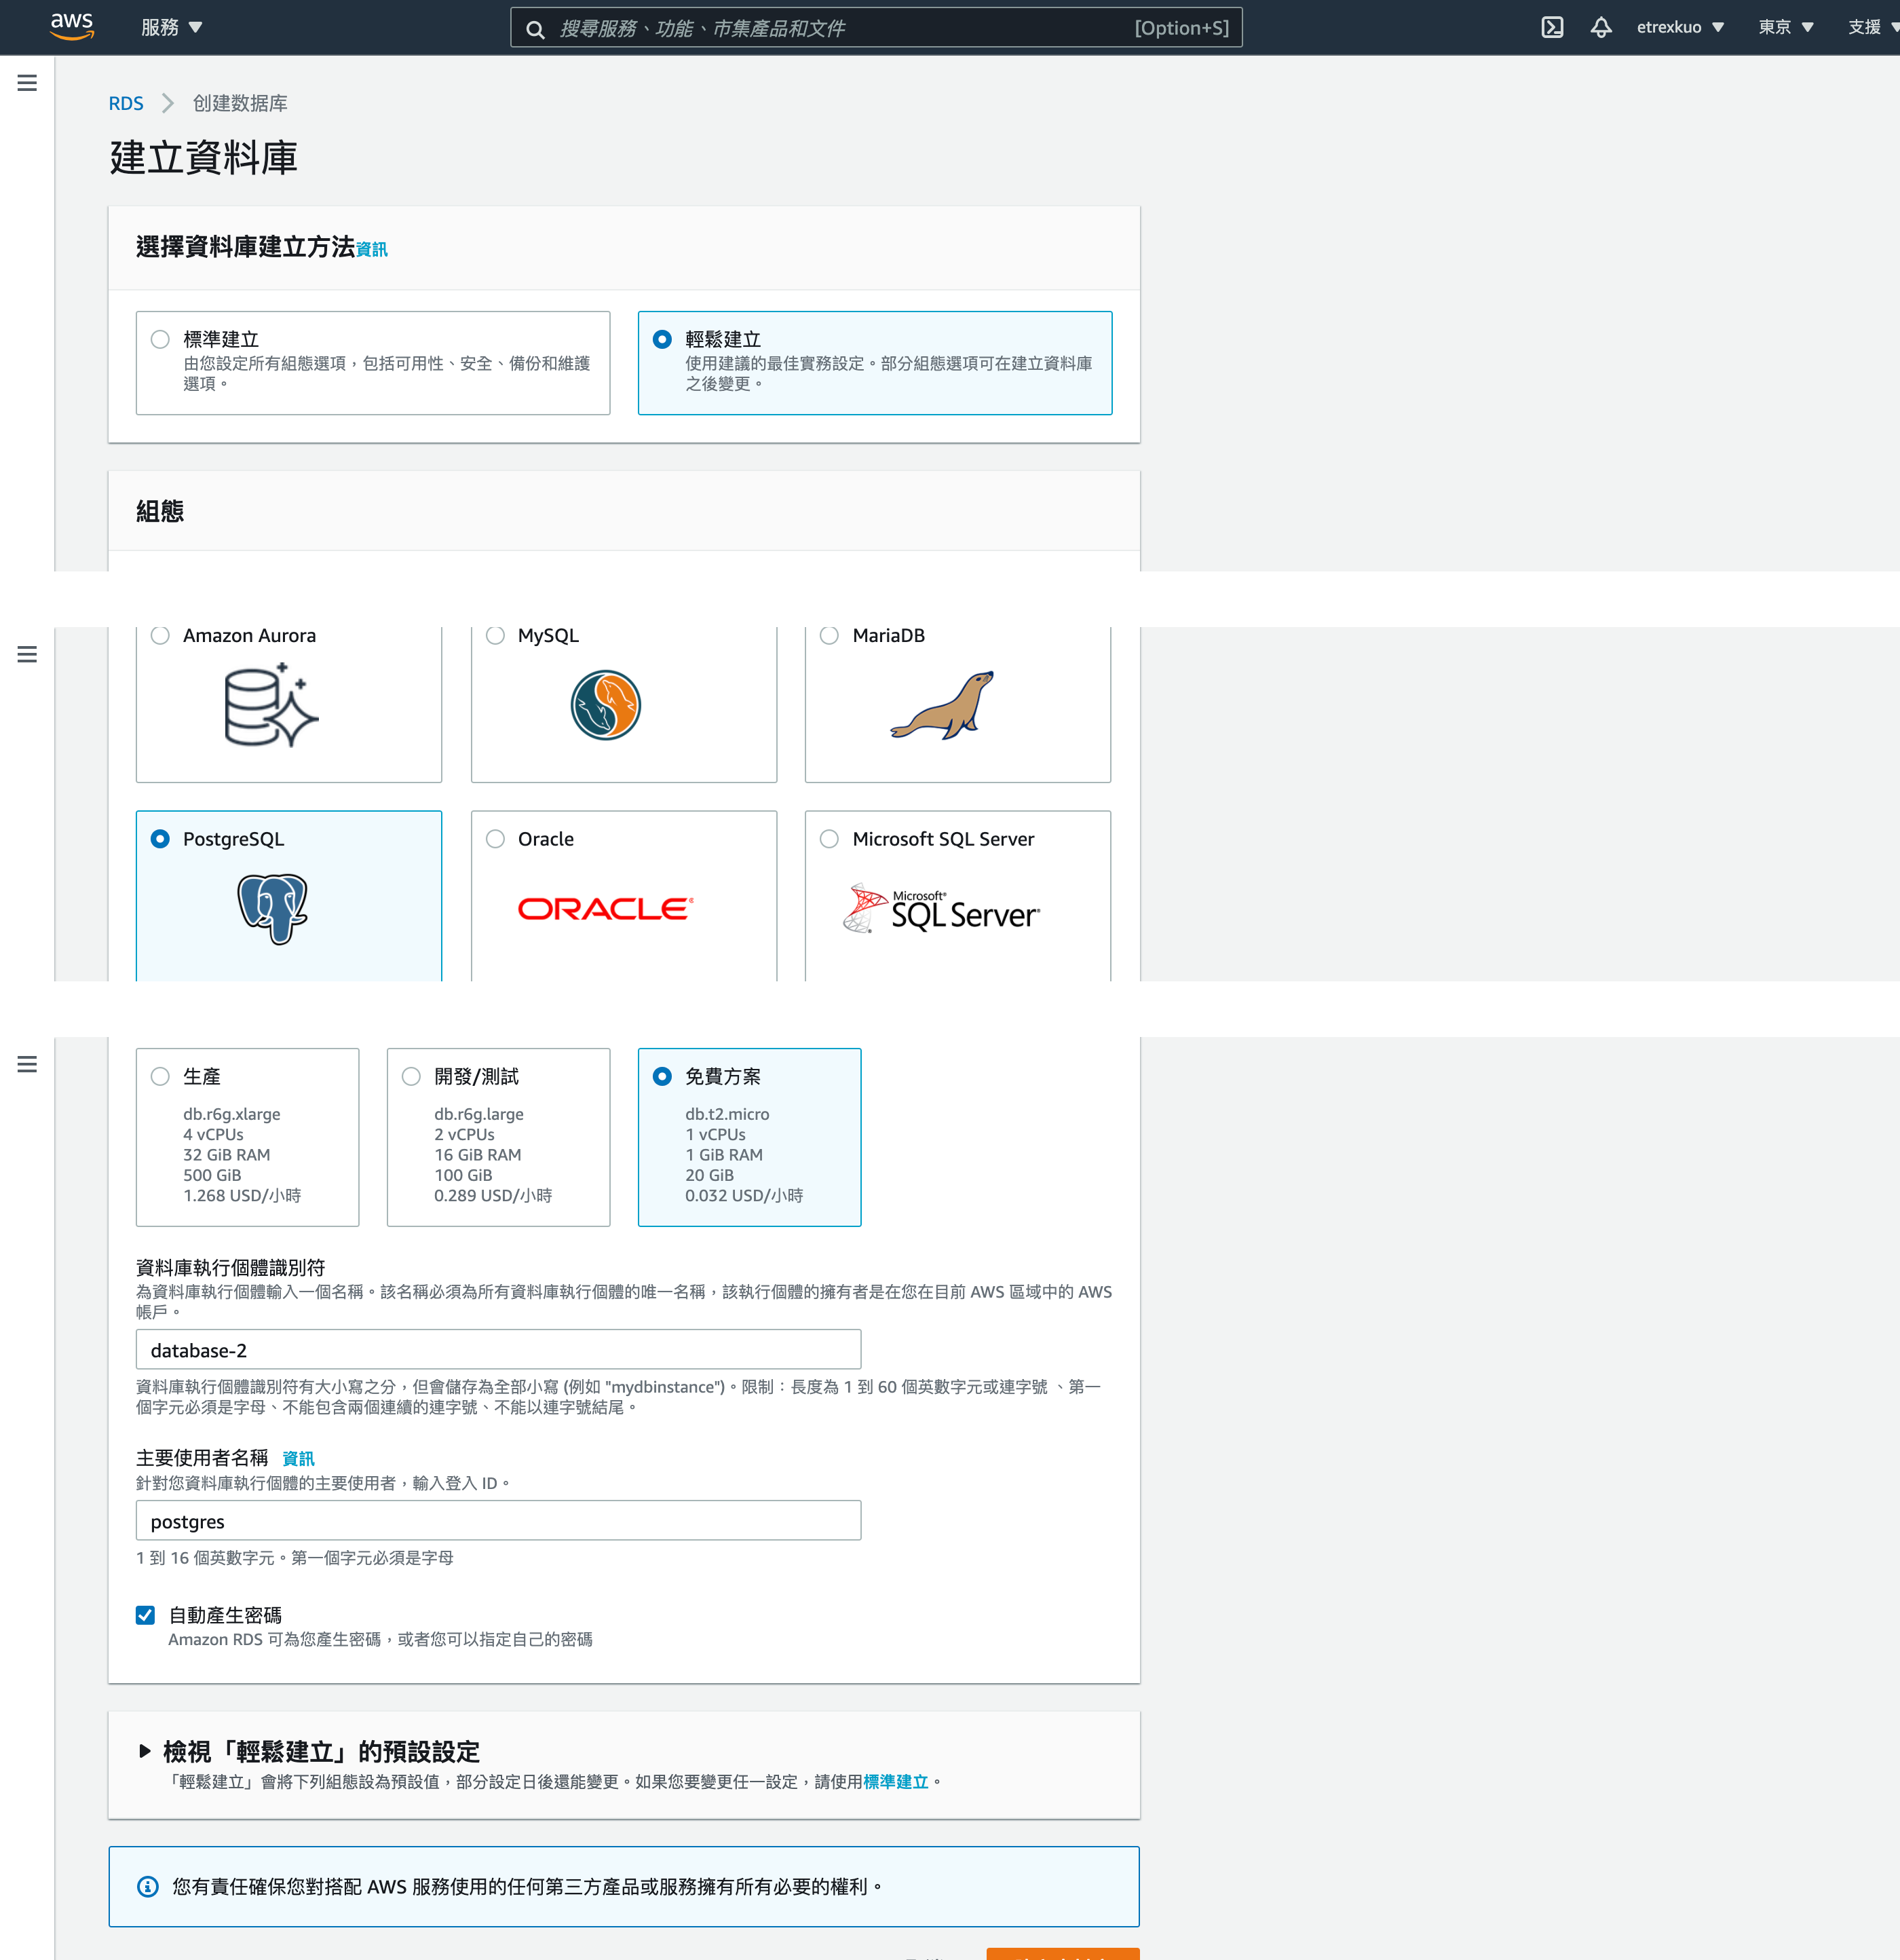 aws
服務
搜尋服務、功能、市集產品和文件
[Option+S]
etrexkuo
東京
支援
RDS
创建数据库
建立資料庫
選擇資料庫建立方法資訊
標準建立
由您設定所有組態選項，包括可用性、安全、備份和維護
選項。
輕鬆建立
使用建議的最佳實務設定。部分組態選項可在建立資料庫
之後變更。
組態
Amazon Aurora
MySQL
MariaDB
PostgreSQL
Oracle
ORACLE®
Microsoft SQL Server
Microsoft®
SQL Server®
生產
db.r6g.xlarge
4 vCPUs
32 GiB RAM
500 GiB
1.268 USD/小時
開發/測試
db.r6g.large
2 vCPUs
16 GiB RAM
100 GiB
0.289 USD/小時
免費方案
db.t2.micro
1 vCPUs
1 GiB RAM
20 GiB
0.032 USD/小時
資料庫執行個體識別符
為資料庫執行個體輸入一個名稱。該名稱必須為所有資料庫執行個體的唯一名稱，該執行個體的擁有者是在您在目前 AWS 區域中的 AWS
帳戶。
database-2
資料庫執行個體識別符有大小寫之分，但會儲存為全部小寫 (例如 "mydbinstance")。限制：長度為 1 到 60 個英數字元或連字號 、第一
個字元必須是字母、不能包含兩個連續的連字號、不能以連字號結尾。
主要使用者名稱 資訊
針對您資料庫執行個體的主要使用者，輸入登入 ID。
postgres
1 到 16 個英數字元。第一個字元必須是字母
自動產生密碼
Amazon RDS 可為您產生密碼，或者您可以指定自己的密碼
檢視「輕鬆建立」的預設設定
「輕鬆建立」會將下列組態設為預設值，部分設定日後還能變更。如果您要變更任一設定，請使用標準建立。
您有責任確保您對搭配 AWS 服務使用的任何第三方產品或服務擁有所有必要的權利。